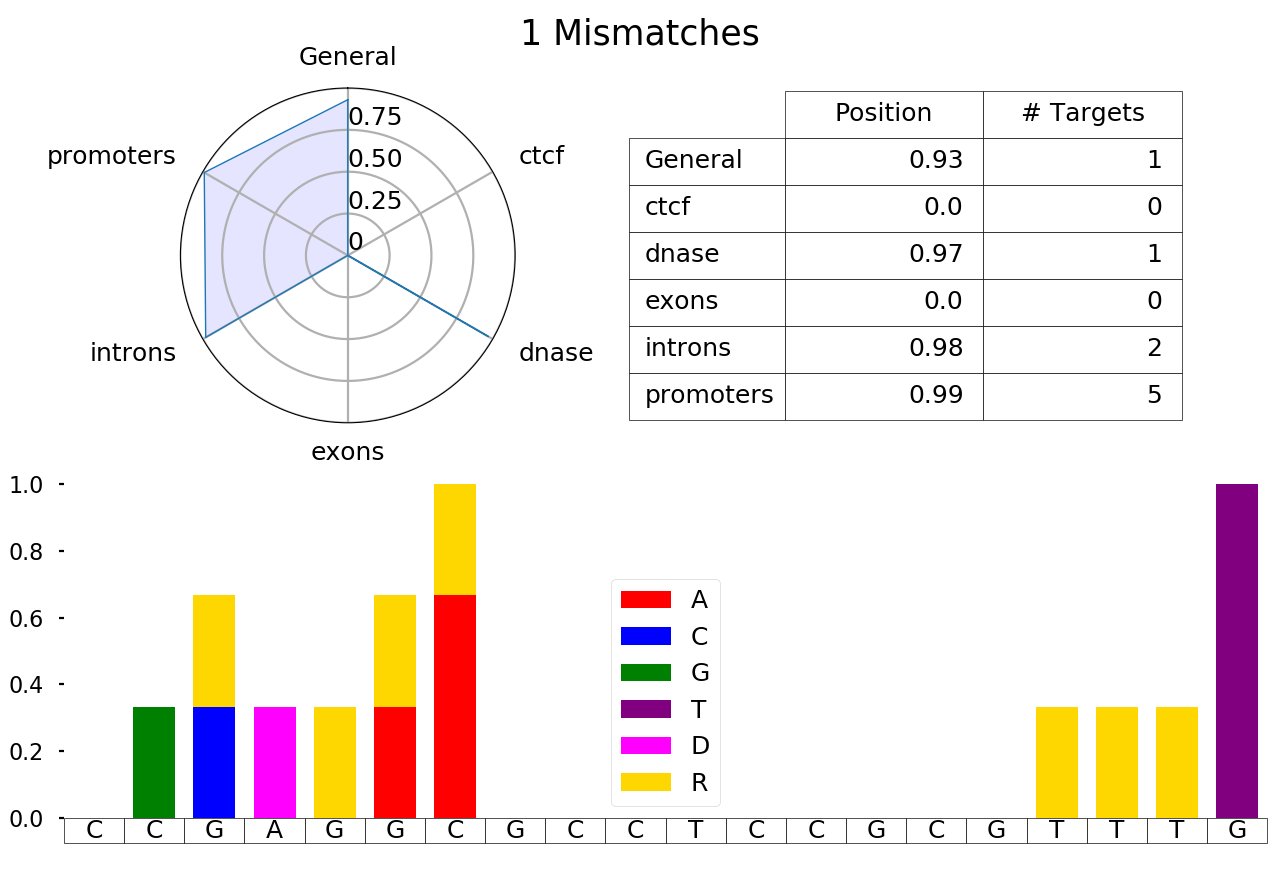 1 Mismatches
General
promoters
ctcf
0.75
0.50
0.25
0
introns
dnase
exons
Position # Targets
General 0.93 1
ctcf 0.0 0
dnase 0.97 1
exons 0.0 0
introns 0.98 2
promoters 0.99 5
1.0
0.8
0.6
0.4
0.2
0.0
A
C
G
T
D
R
C C G A G G C G C C T C C G C G T T T G